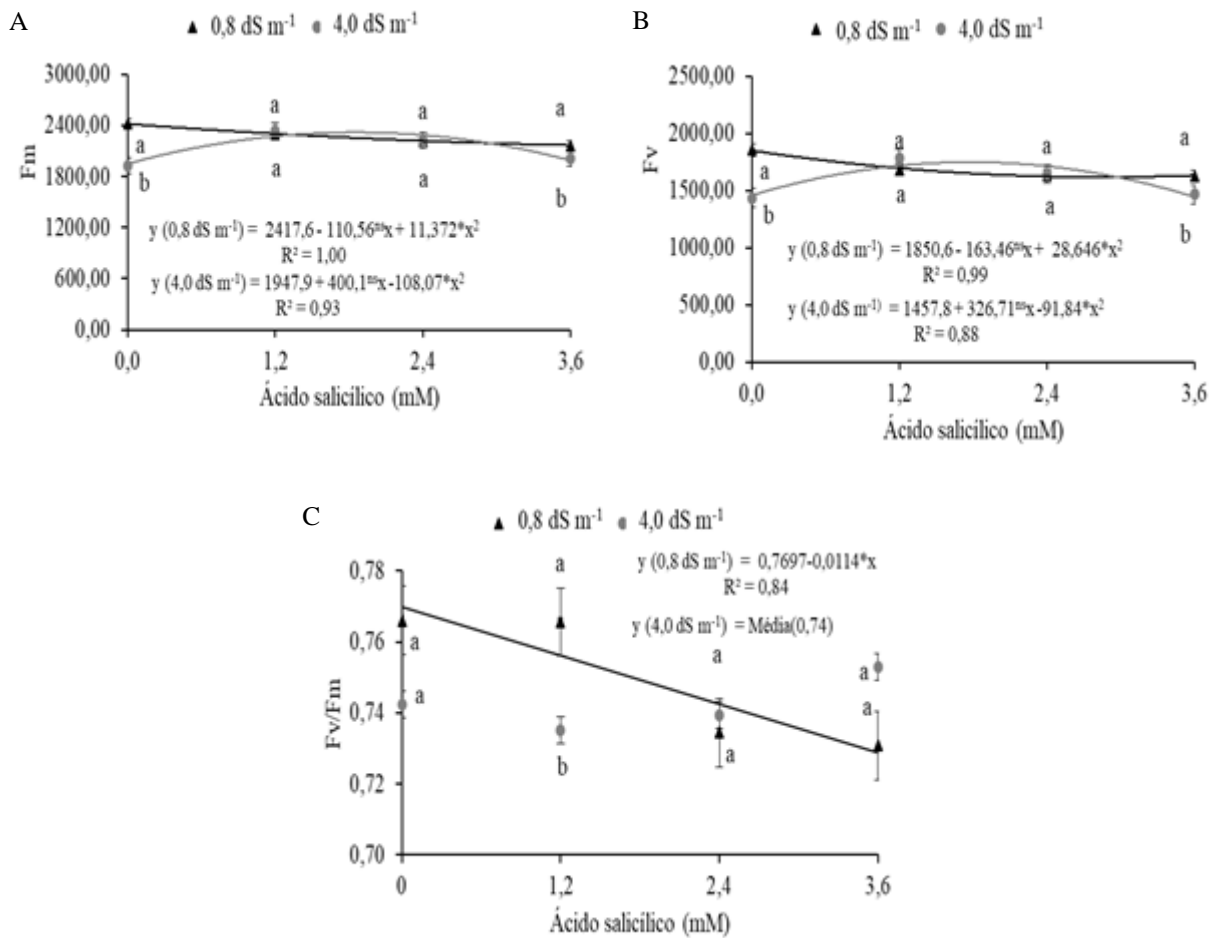 A
▲ 0,8 dS m⁻¹ ● 4,0 dS m⁻¹
3000,00
2400,00
1800,00
1200,00
600,00
0,00
Fm
a
a
a
a
b
a
a
b
y (0,8 dS m⁻¹) = 2417,6 - 110,56ⁿˢx + 11,372*x²
R² = 1,00
y (4,0 dS m⁻¹) = 1947,9 + 400,1ⁿˢx -108,07*x²
R² = 0,93
0,0 1,2 2,4 3,6
Ácido salicílico (mM)
B
▲ 0,8 dS m⁻¹ ● 4,0 dS m⁻¹
2500,00
2000,00
1500,00
1000,00
500,00
0,00
Fv
a
a
a
a
b
a
a
b
y (0,8 dS m⁻¹) = 1850,6 - 163,46ⁿˢx + 28,646*x²
R² = 0,99
y (4,0 dS m⁻¹) = 1457,8 + 326,71ⁿˢx -91,84*x²
R² = 0,88
0,0 1,2 2,4 3,6
Ácido salicílico (mM)
C
▲ 0,8 dS m⁻¹ ● 4,0 dS m⁻¹
0,78
0,76
0,74
0,72
0,70
Fv/Fm
y (0,8 dS m⁻¹) = 0,7697-0,0114*x
R² = 0,84
y (4,0 dS m⁻¹) = Média(0,74)
a
a
a
a
a
a
b
a
0 1,2 2,4 3,6
Ácido salicílico (mM)